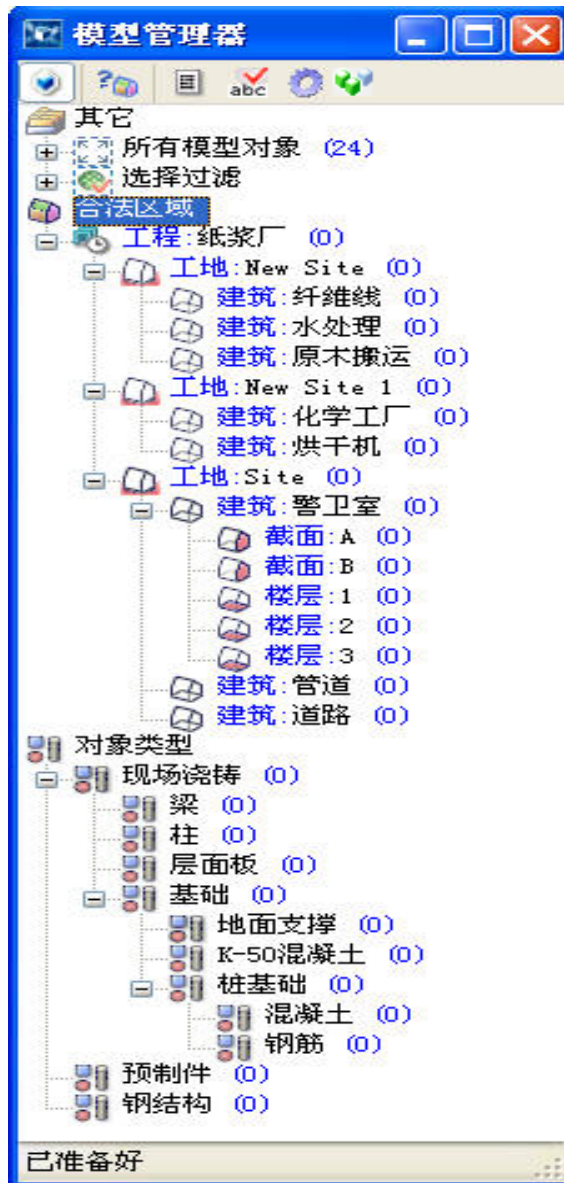 模型管理器
? abc
其它
所有模型对象 (24)
选择过滤
合法区域
工程:纸浆厂 (0)
工地:New Site (0)
建筑:纤维线 (0)
建筑:水处理 (0)
建筑:原木搬运 (0)
工地:New Site 1 (0)
建筑:化学工厂 (0)
建筑:烘干机 (0)
工地:Site (0)
建筑:警卫室 (0)
截面:A (0)
截面:B (0)
楼层:1 (0)
楼层:2 (0)
楼层:3 (0)
建筑:管道 (0)
建筑:道路 (0)
对象类型
现场浇铸 (0)
梁 (0)
柱 (0)
层面板 (0)
基础 (0)
地面支撑 (0)
K-50混凝土 (0)
桩基础 (0)
混凝土 (0)
钢筋 (0)
预制件 (0)
钢结构 (0)
已准备好